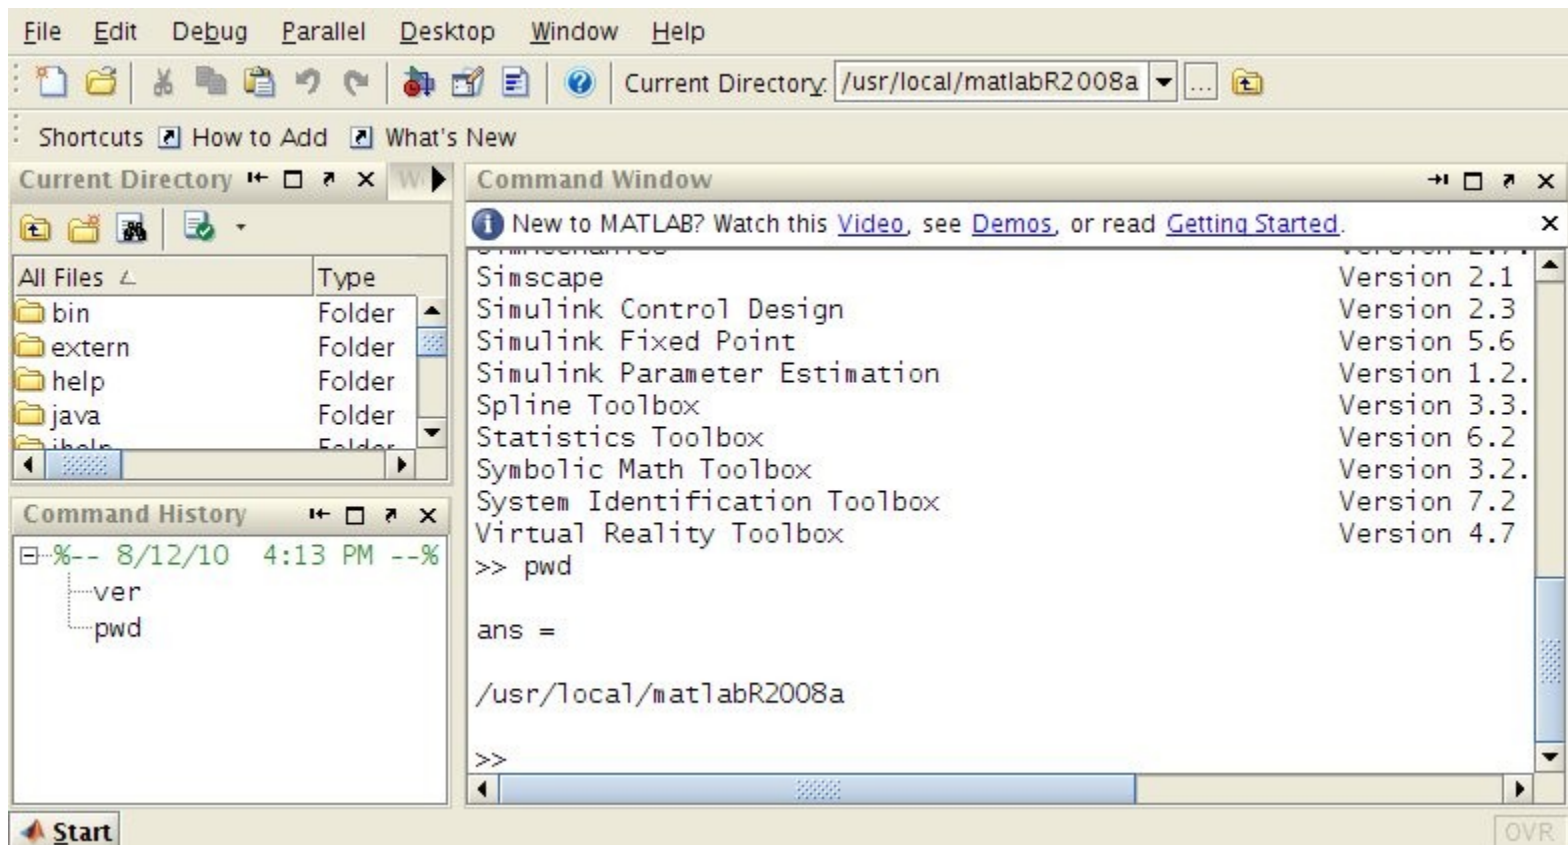 File Edit Debug Parallel Desktop Window Help
Current Directory: /usr/local/matlabR2008a ...
Shortcuts How to Add What's New
Current Directory
All Files Type
bin Folder
extern Folder
help Folder
java Folder
jhelp Folder
Command History
%-- 8/12/10 4:13 PM --%
ver
pwd
Command Window
New to MATLAB? Watch this Video, see Demos, or read Getting Started.
Simscape Version 2.1
Simulink Control Design Version 2.3
Simulink Fixed Point Version 5.6
Simulink Parameter Estimation Version 1.2.
Spline Toolbox Version 3.3.
Statistics Toolbox Version 6.2
Symbolic Math Toolbox Version 3.2.
System Identification Toolbox Version 7.2
Virtual Reality Toolbox Version 4.7
>> pwd
ans =
/usr/local/matlabR2008a
>>
Start
OVR